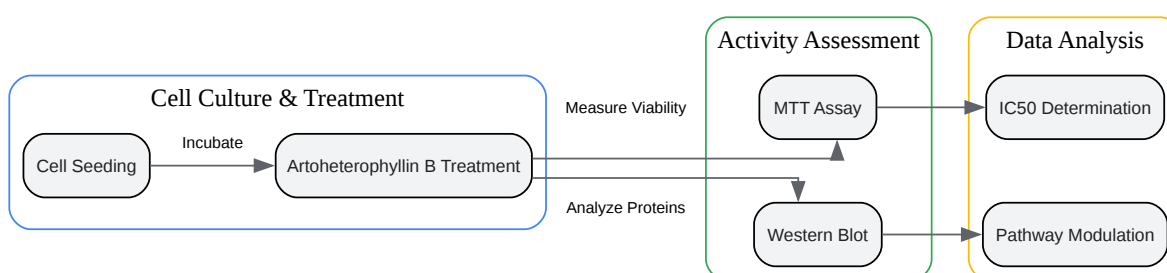 Cell Culture & Treatment
Cell Seeding
Incubate
Artoheterophyllin B Treatment
Measure Viability
Analyze Proteins
Activity Assessment
MTT Assay
Western Blot
Data Analysis
IC50 Determination
Pathway Modulation